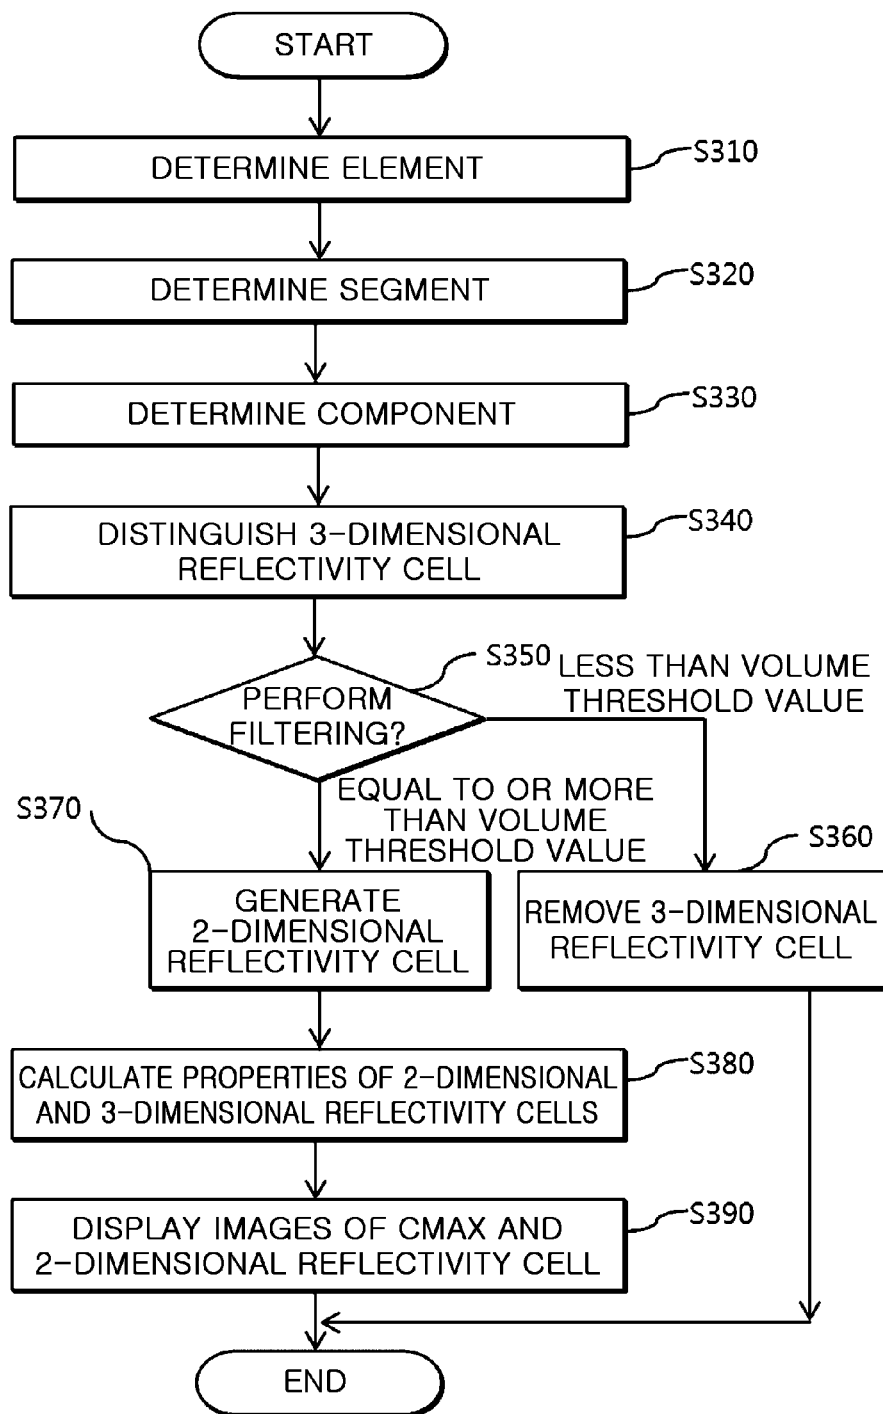 START
DETERMINE ELEMENT
S310
DETERMINE SEGMENT
S320
DETERMINE COMPONENT
S330
DISTINGUISH 3-DIMENSIONAL
REFLECTIVITY CELL
S340
PERFORM
FILTERING?
S350
LESS THAN VOLUME
THRESHOLD VALUE
EQUAL TO OR MORE
THAN VOLUME
THRESHOLD VALUE
S370
GENERATE
2-DIMENSIONAL
REFLECTIVITY CELL
S360
REMOVE 3-DIMENSIONAL
REFLECTIVITY CELL
CALCULATE PROPERTIES OF 2-DIMENSIONAL
AND 3-DIMENSIONAL REFLECTIVITY CELLS
S380
DISPLAY IMAGES OF CMAX AND
2-DIMENSIONAL REFLECTIVITY CELL
S390
END